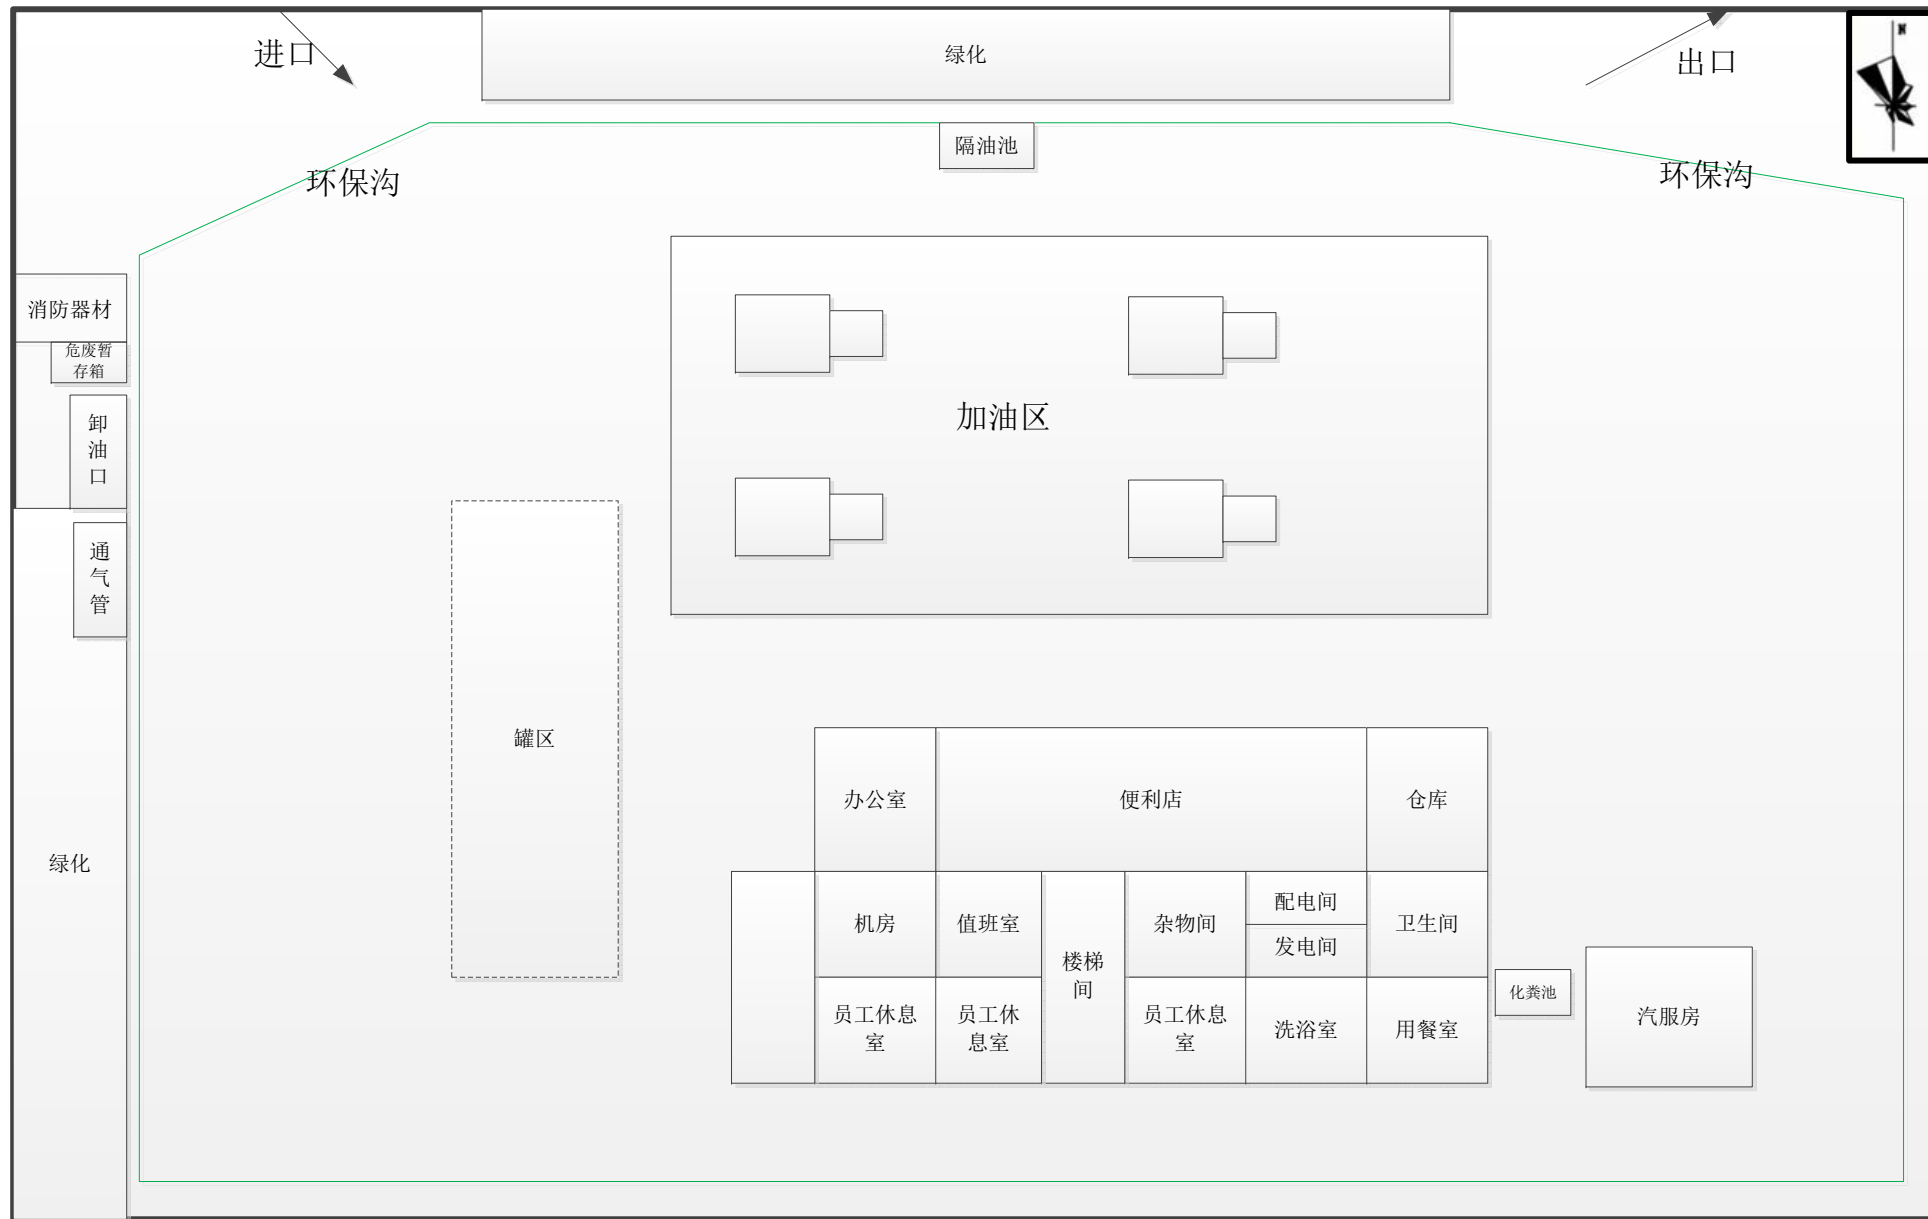 进口
绿化
出口
N
隔油池
环保沟
环保沟
消防器材
危废暂
存箱
卸
油
口
加油区
通
气
管
罐区
办公室
便利店
仓库
绿化
机房
值班室
楼梯
间
杂物间
配电间
发电间
卫生间
员工休息
室
员工休
息室
员工休息
室
洗浴室
用餐室
化粪池
汽服房